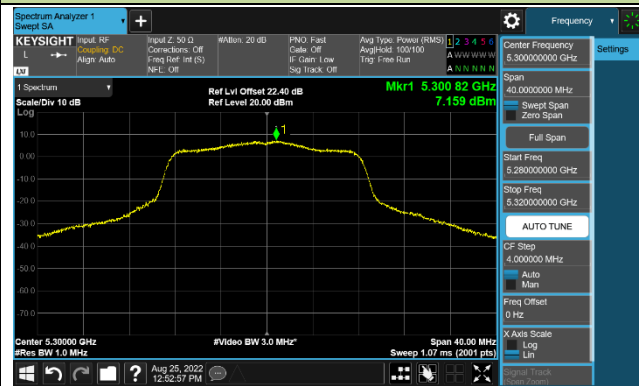 Spectrum Analyzer 1
Swept SA
Frequency
KEYSIGHT
Input: RF
Coupling: DC
Align: Auto
Input Z: 50 Ω
Corrections: Off
Freq Ref: Int (S)
NFE: Off
#Atten: 20 dB
PNO: Fast
Gate: Off
IF Gain: Low
Sig Track: Off
Avg Type: Power (RMS)
Avg|Hold: 100/100
Trig: Free Run
1 2 3 4 5 6
A W W W W W
A N N N N N
LXI
1 Spectrum
Scale/Div 10 dB
Log
Ref Lvl Offset 22.40 dB
Ref Level 20.00 dBm
Mkr1 5.300 82 GHz
7.159 dBm
1
10.0
0.00
-10.0
-20.0
-30.0
-40.0
-50.0
-60.0
-70.0
Center 5.30000 GHz
#Res BW 1.0 MHz
#Video BW 3.0 MHz*
Span 40.00 MHz
Sweep 1.07 ms (2001 pts)
Aug 25, 2022
12:52:57 PM
Center Frequency
5.300000000 GHz
Settings
Span
40.0000000 MHz
Swept Span
Zero Span
Full Span
Start Freq
5.280000000 GHz
Stop Freq
5.320000000 GHz
AUTO TUNE
CF Step
4.000000 MHz
Auto
Man
Freq Offset
0 Hz
X Axis Scale
Log
Lin
Signal Track
(Span Zoom)